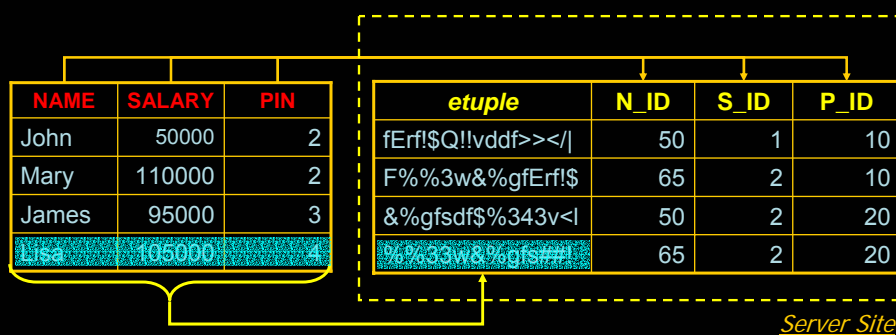 NAME SALARY PIN etuple N_ID S_ID P_ID
John 50000 2 fErf!$Q!!vddf>></| 50 1 10
Mary 110000 2 F%%3w&%gfErf!$ 65 2 10
James 95000 3 &%gfsdf$%343v<l 50 2 20
Lisa 105000 4 %%33w&%gfs##! 65 2 20
Server Site